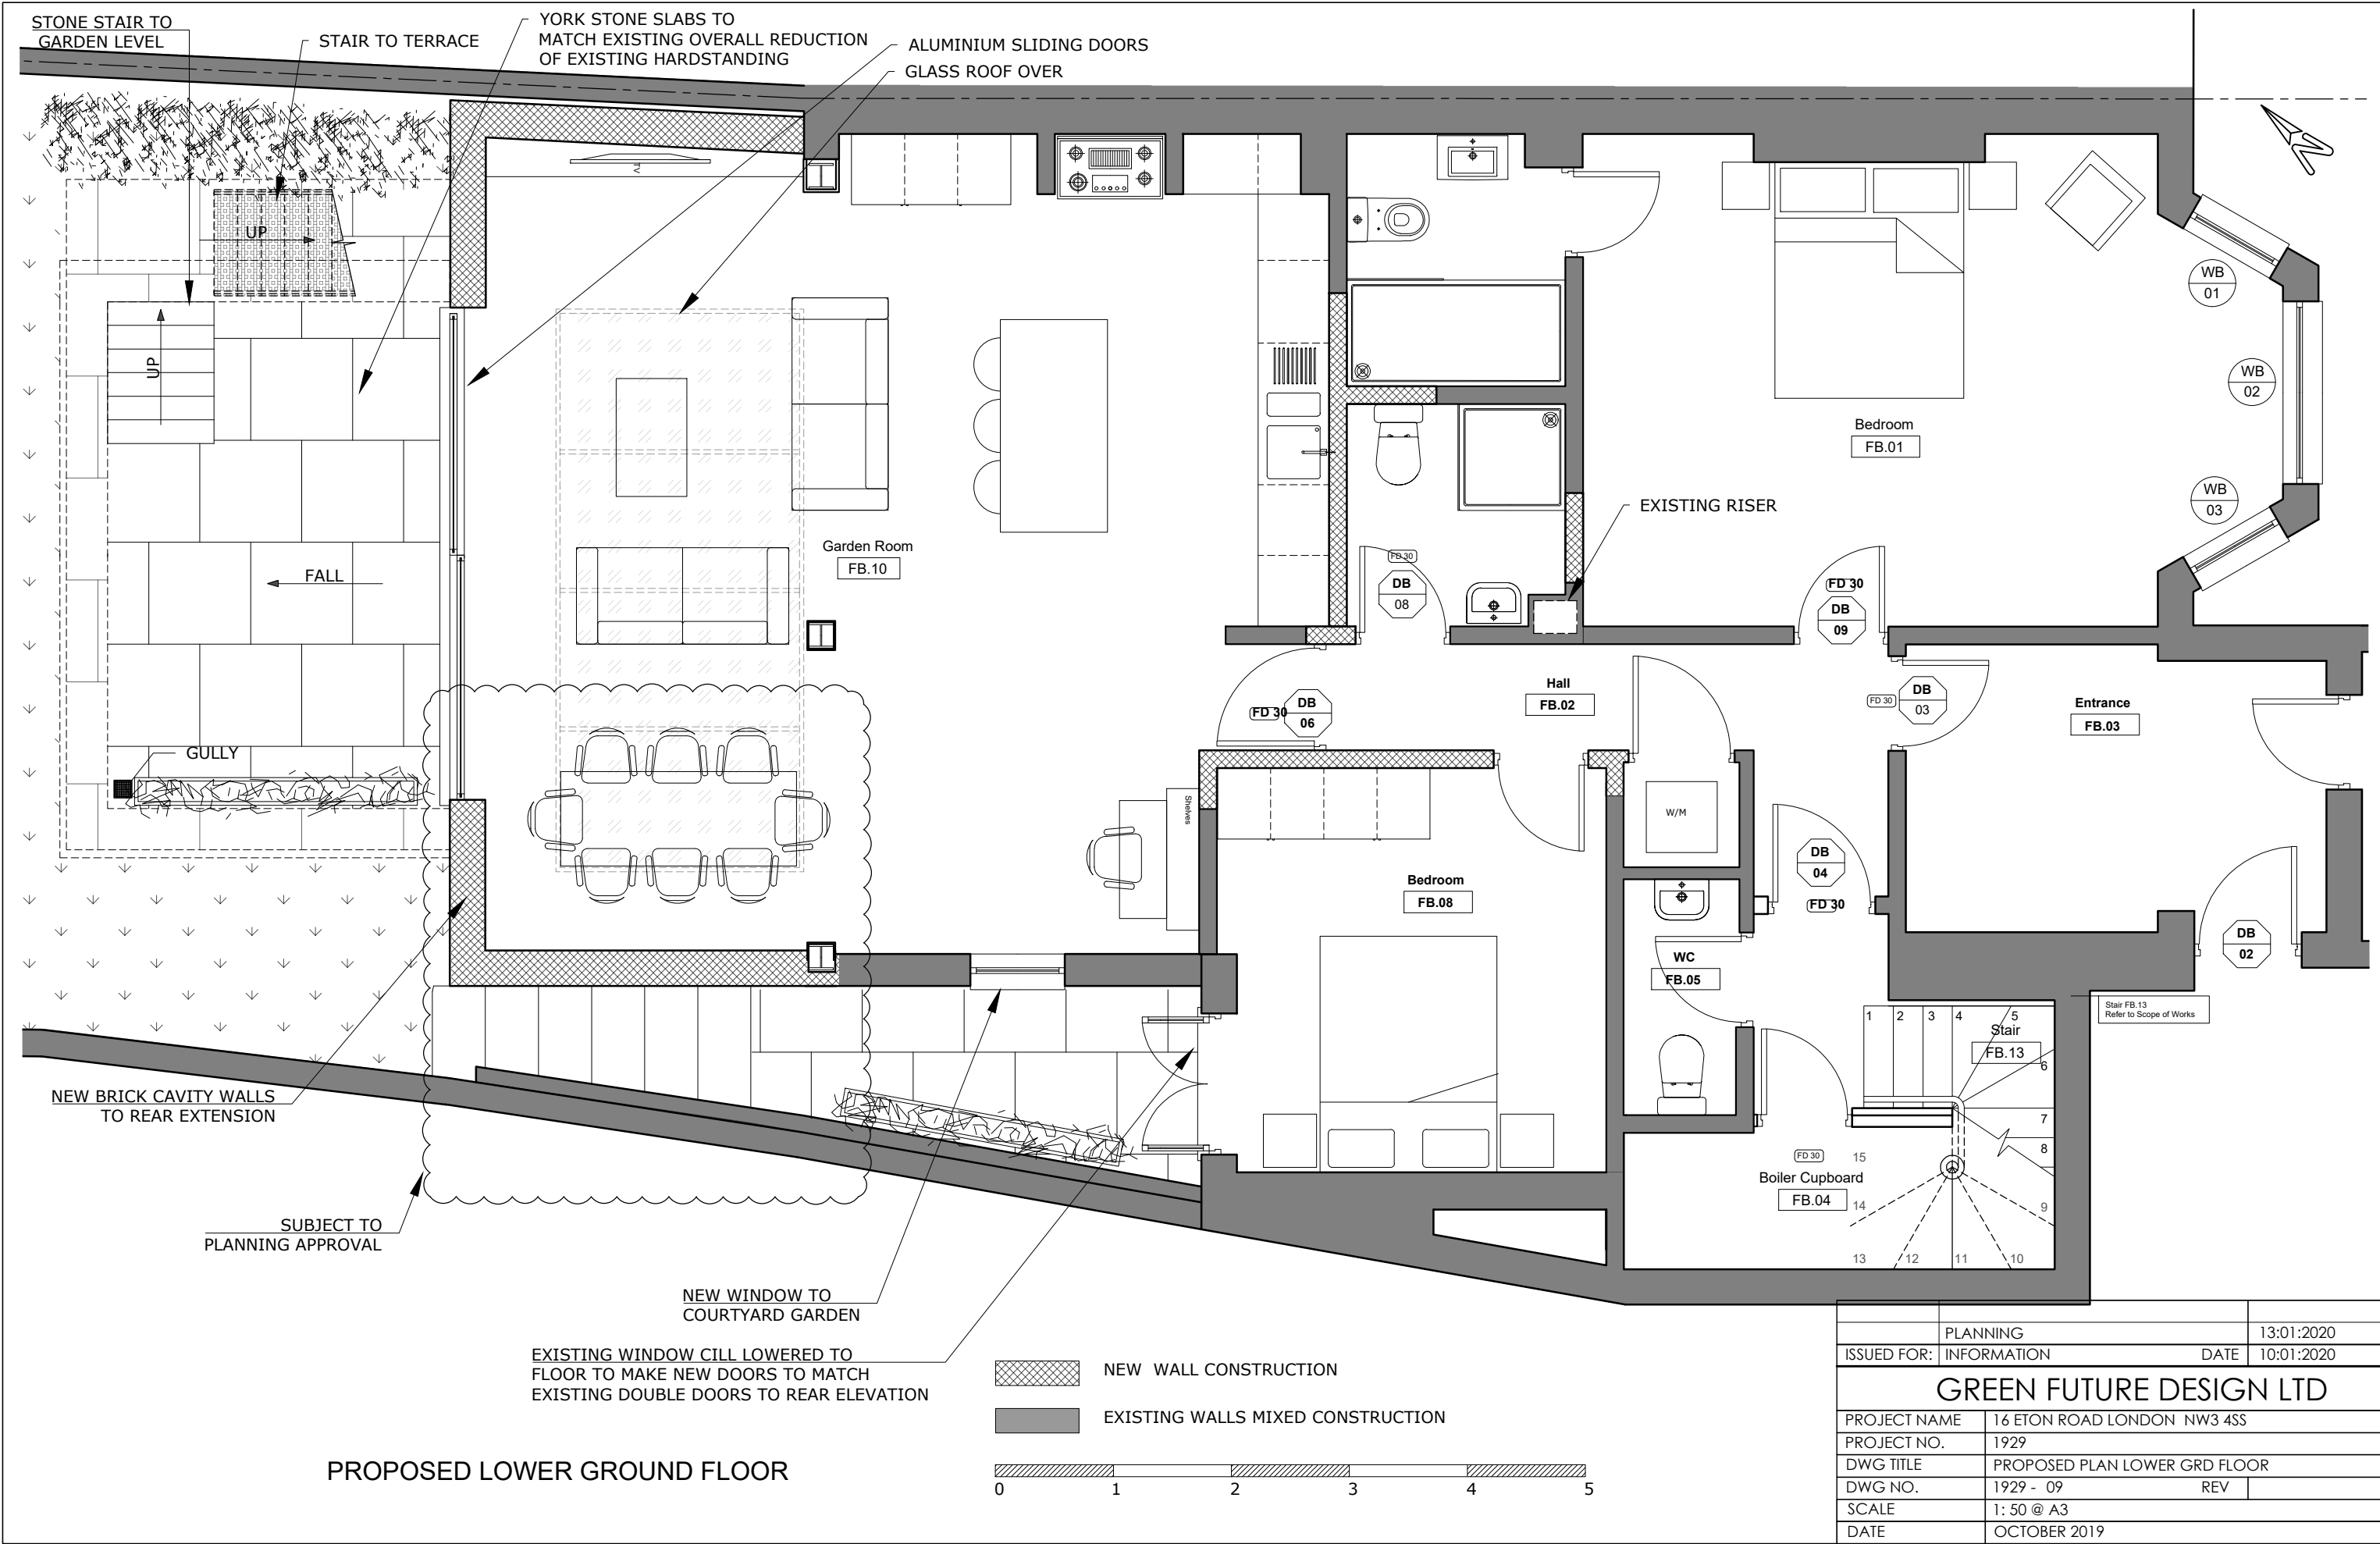 STONE STAIR TO
GARDEN LEVEL
STAIR TO TERRACE
YORK STONE SLABS TO
MATCH EXISTING OVERALL REDUCTION
OF EXISTING HARDSTANDING
ALUMINIUM SLIDING DOORS
GLASS ROOF OVER
TV
UP
UP
WB
01
WB
02
WB
03
Bedroom
FB.01
EXISTING RISER
Garden Room
FB.10
FALL
FD 30
DB
08
FD 30
DB
09
Hall
FB.02
FD 30
DB
06
FD 30
DB
03
Entrance
FB.03
GULLY
Shelves
W/M
DB
04
FD 30
Bedroom
FB.08
WC
FB.05
DB
02
Stair FB.13
Refer to Scope of Works
1 2 3 4 5
Stair
FB.13
6
7
8
9
10
11
12
13
14
15
FD 30
Boiler Cupboard
FB.04
NEW BRICK CAVITY WALLS
TO REAR EXTENSION
SUBJECT TO
PLANNING APPROVAL
NEW WINDOW TO
COURTYARD GARDEN
EXISTING WINDOW CILL LOWERED TO
FLOOR TO MAKE NEW DOORS TO MATCH
EXISTING DOUBLE DOORS TO REAR ELEVATION
NEW WALL CONSTRUCTION
EXISTING WALLS MIXED CONSTRUCTION
PROPOSED LOWER GROUND FLOOR
0 1 2 3 4 5
PLANNING 13:01:2020
ISSUED FOR: INFORMATION DATE 10:01:2020
GREEN FUTURE DESIGN LTD
PROJECT NAME 16 ETON ROAD LONDON NW3 4SS
PROJECT NO. 1929
DWG TITLE PROPOSED PLAN LOWER GRD FLOOR
DWG NO. 1929 - 09 REV
SCALE 1: 50 @ A3
DATE OCTOBER 2019